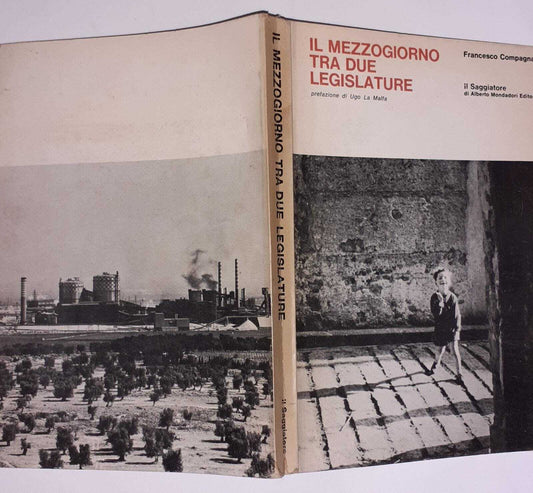 IL MEZZOGIORNO
TRA DUE
LEGISLATURE
prefazione di Ugo La Malfa
Francesco Compagna
il Saggiatore
di Alberto Mondadori Edito
IL MEZZOGIORNO TRA DUE LEGISLATURE
il Saggiatore